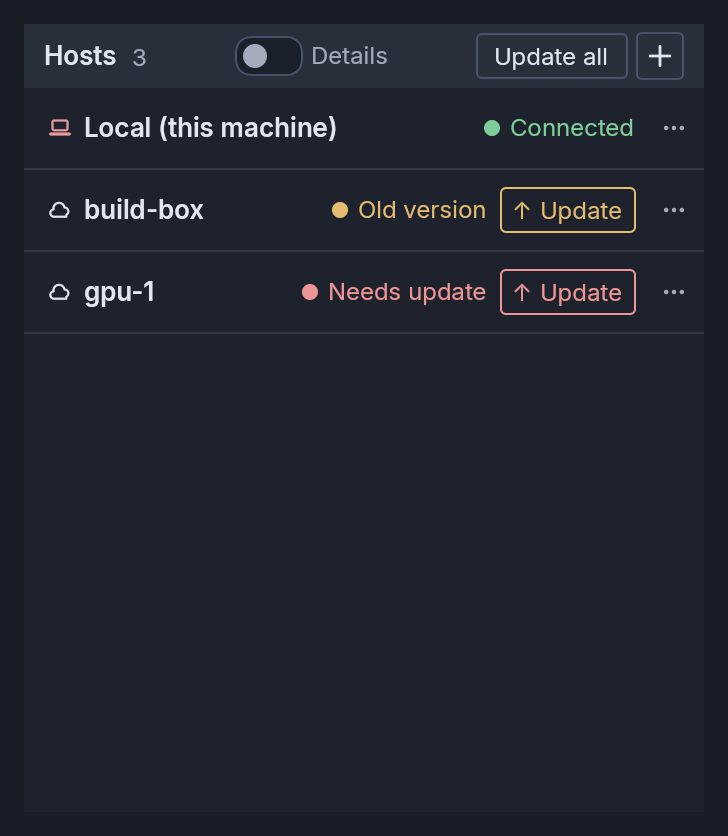 Hosts 3 Details Update all
Local (this machine) Connected
build-box Old version Update
gpu-1 Needs update Update